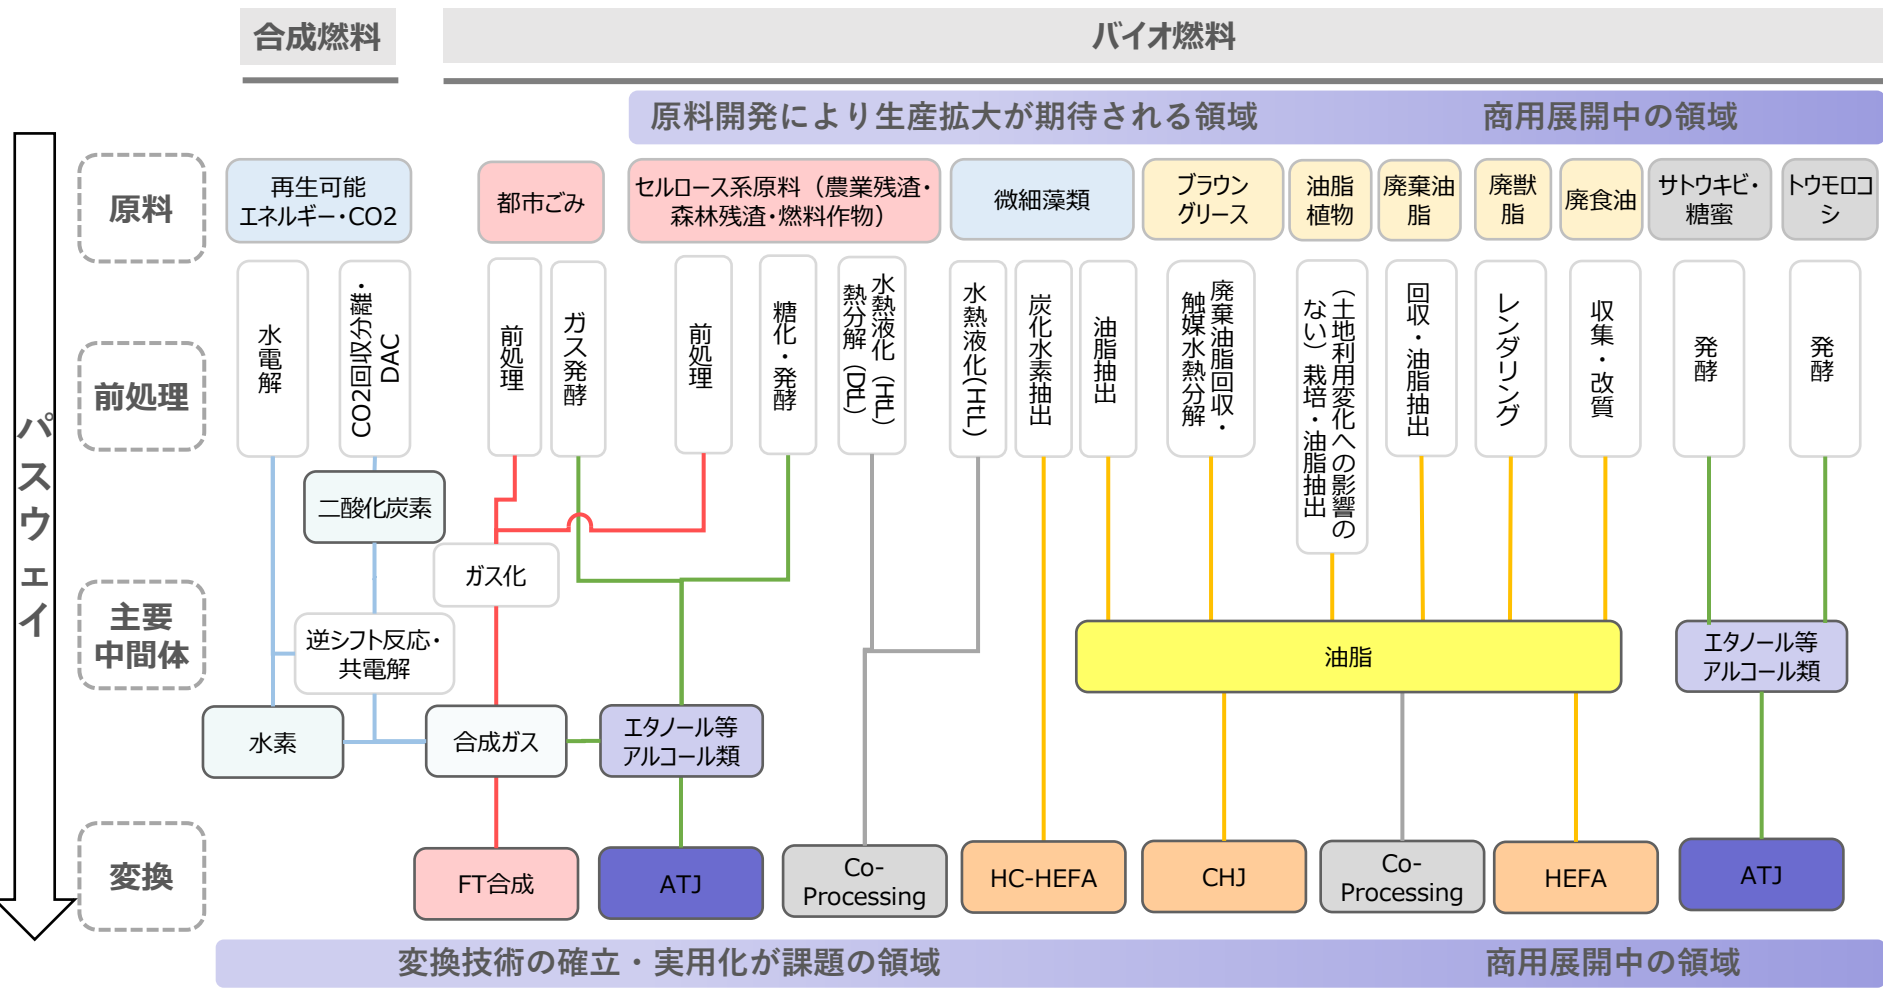 合成燃料
バイオ燃料
原料開発により生産拡大が期待される領域
商用展開中の領域
パスウェイ
原料
再生可能
エネルギー・CO2
都市ごみ
セルロース系原料（農業残渣・
森林残渣・燃料作物）
微細藻類
ブラウン
グリース
油脂
植物
廃棄油
脂
廃獣
脂
廃食油
サトウキビ・
糖蜜
トウモロコ
シ
前処理
水電解
CO2回収分離・
DAC
前処理
ガス発酵
前処理
糖化・発酵
水熱液化（HtL）
熱分解（DtL）
水熱液化(HtL)
炭化水素抽出
油脂抽出
廃棄油脂回収・
触媒水熱分解
（土地利用変化への影響の
ない）栽培・油脂抽出
回収・油脂抽出
レンダリング
収集・改質
発酵
発酵
二酸化炭素
ガス化
主要
中間体
逆シフト反応・
共電解
油脂
エタノール等
アルコール類
水素
合成ガス
エタノール等
アルコール類
変換
FT合成
ATJ
Co-
Processing
HC-HEFA
CHJ
Co-
Processing
HEFA
ATJ
変換技術の確立・実用化が課題の領域
商用展開中の領域